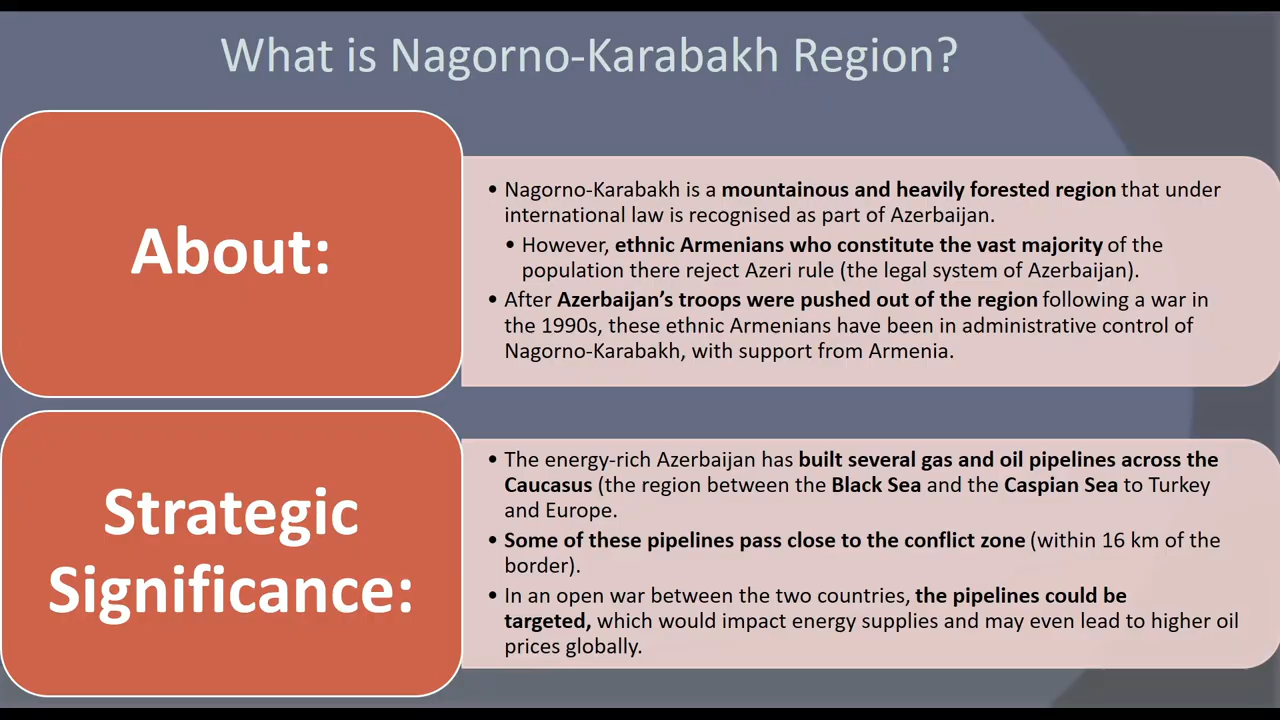 What is Nagorno-Karabakh Region?
About:
• Nagorno-Karabakh is a mountainous and heavily forested region that under
international law is recognised as part of Azerbaijan.
• However, ethnic Armenians who constitute the vast majority of the
population there reject Azeri rule (the legal system of Azerbaijan).
• After Azerbaijan’s troops were pushed out of the region following a war in
the 1990s, these ethnic Armenians have been in administrative control of
Nagorno-Karabakh, with support from Armenia.
Strategic
Significance:
• The energy-rich Azerbaijan has built several gas and oil pipelines across the
Caucasus (the region between the Black Sea and the Caspian Sea to Turkey
and Europe.
• Some of these pipelines pass close to the conflict zone (within 16 km of the
border).
• In an open war between the two countries, the pipelines could be
targeted, which would impact energy supplies and may even lead to higher oil
prices globally.